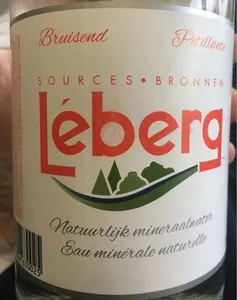 Bruisend Pétillante
SOURCES • BRONNEN
Léberg
Natuurlijk mineraalwater
Eau minérale naturelle